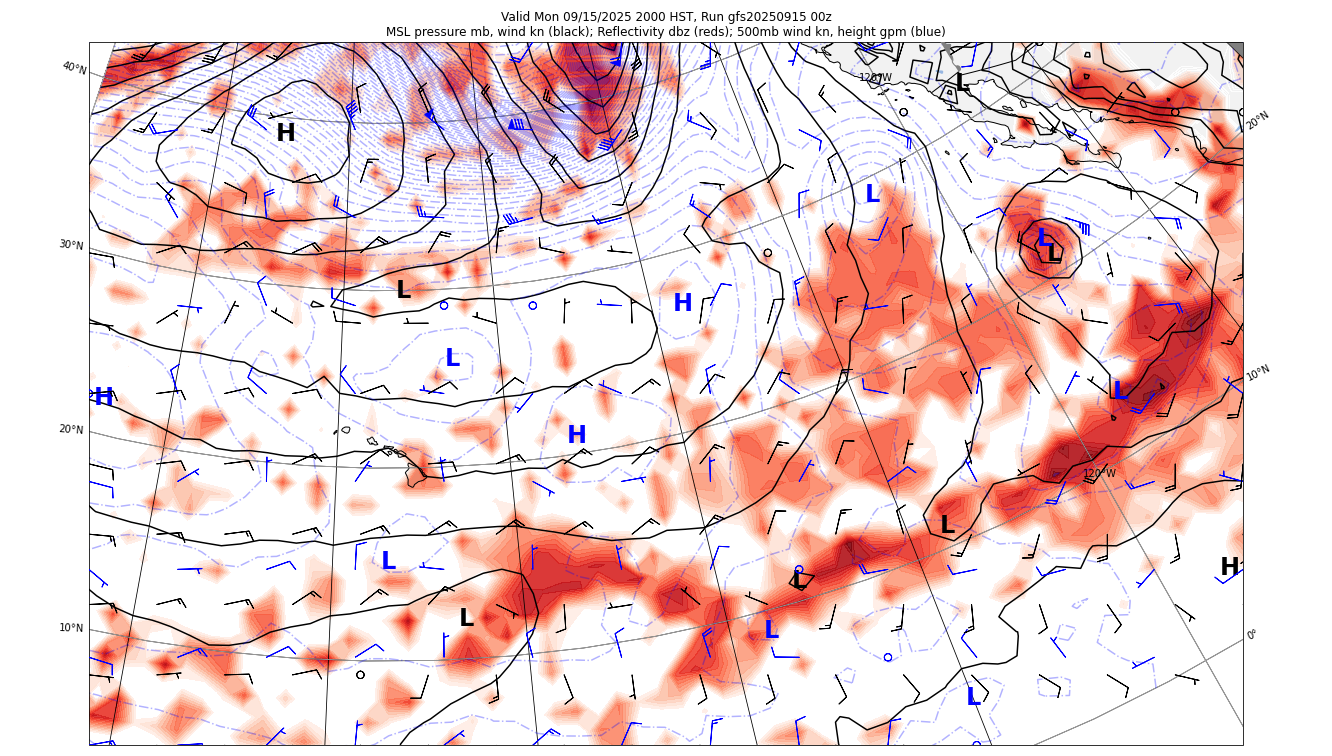 Valid Mon 09/15/2025 2000 HST, Run gfs20250915 00z
MSL pressure mb, wind kn (black); Reflectivity dbz (reds); 500mb wind kn, height gpm (blue)
40°N
120°W
L
20°N
H
L
30°N
L
L
L
H
L
10°N
H
L
20°N
H
120°W
L
L
H
L
L
10°N
L
0°
L